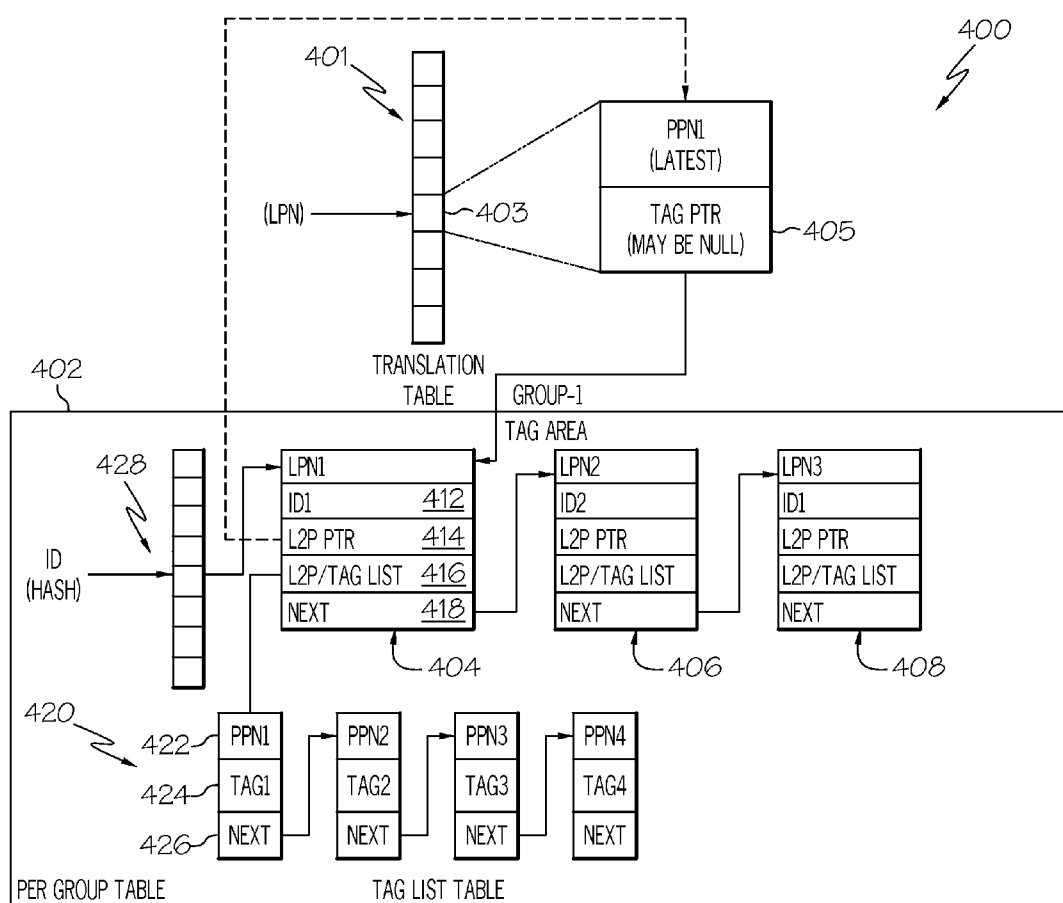 400
401
PPN1
(LATEST)
(LPN)
403
TAG PTR
(MAY BE NULL)
405
TRANSLATION
TABLE
402
GROUP-1
TAG AREA
428
ID
(HASH)
LPN1
ID1 412
L2P PTR 414
L2P/TAG LIST 416
NEXT 418
404
LPN2
ID2
L2P PTR
L2P/TAG LIST
NEXT
406
LPN3
ID1
L2P PTR
L2P/TAG LIST
NEXT
408
420
422
424
426
PPN1
TAG1
NEXT
PPN2
TAG2
NEXT
PPN3
TAG3
NEXT
PPN4
TAG4
NEXT
PER GROUP TABLE
TAG LIST TABLE